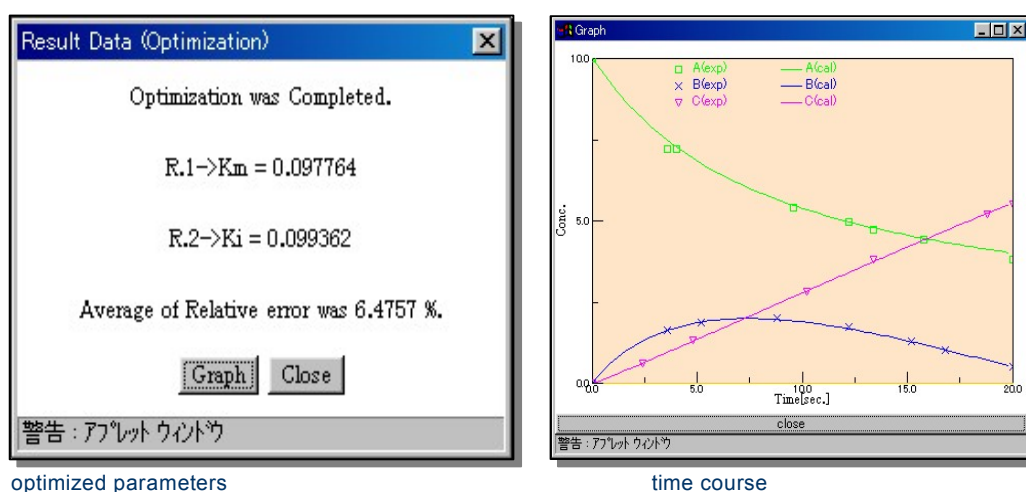 Result Data (Optimization)
Optimization was Completed.
R.1->Km = 0.097764
R.2->Ki = 0.099362
Average of Relative error was 6.4757 %.
Graph Close
警告 : アプレット ウィンドウ
optimized parameters
Graph
10.0
A(exp) A(cal)
B(exp) B(cal)
C(exp) C(cal)
5.0
Conc.
0.0
0.0 5.0 10.0 15.0 20.0
Time[sec.]
close
警告 : アプレット ウィンドウ
time course